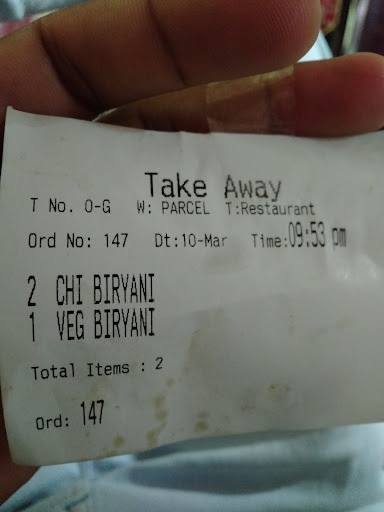 Take Away
T No. O-G W: PARCEL T:Restaurant
Ord No: 147 Dt:10-Mar Time:09:53 pm
2 CHI BIRYANI
1 VEG BIRYANI
Total Items : 2
Ord: 147